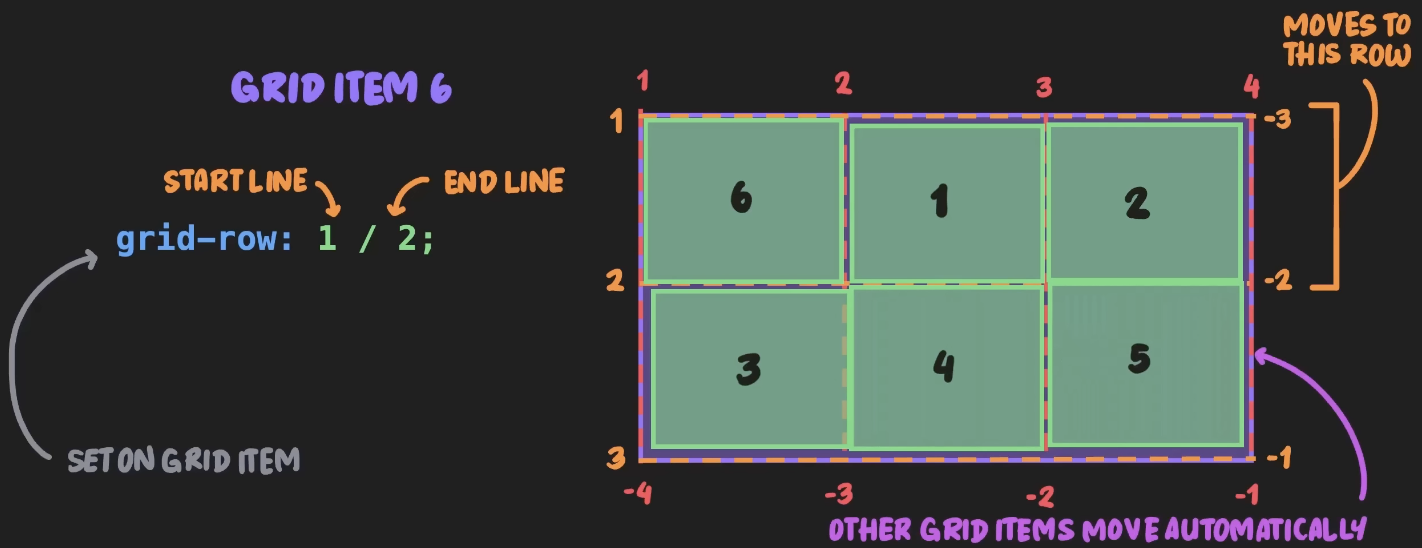 GRID ITEM 6
START LINE
END LINE
grid-row: 1 / 2;
SET ON GRID ITEM
MOVES TO
THIS ROW
1 2 3 4
1 -3
6 1 2
2 -2
3 4 5
3 -1
-4 -3 -2 -1
OTHER GRID ITEMS MOVE AUTOMATICALLY